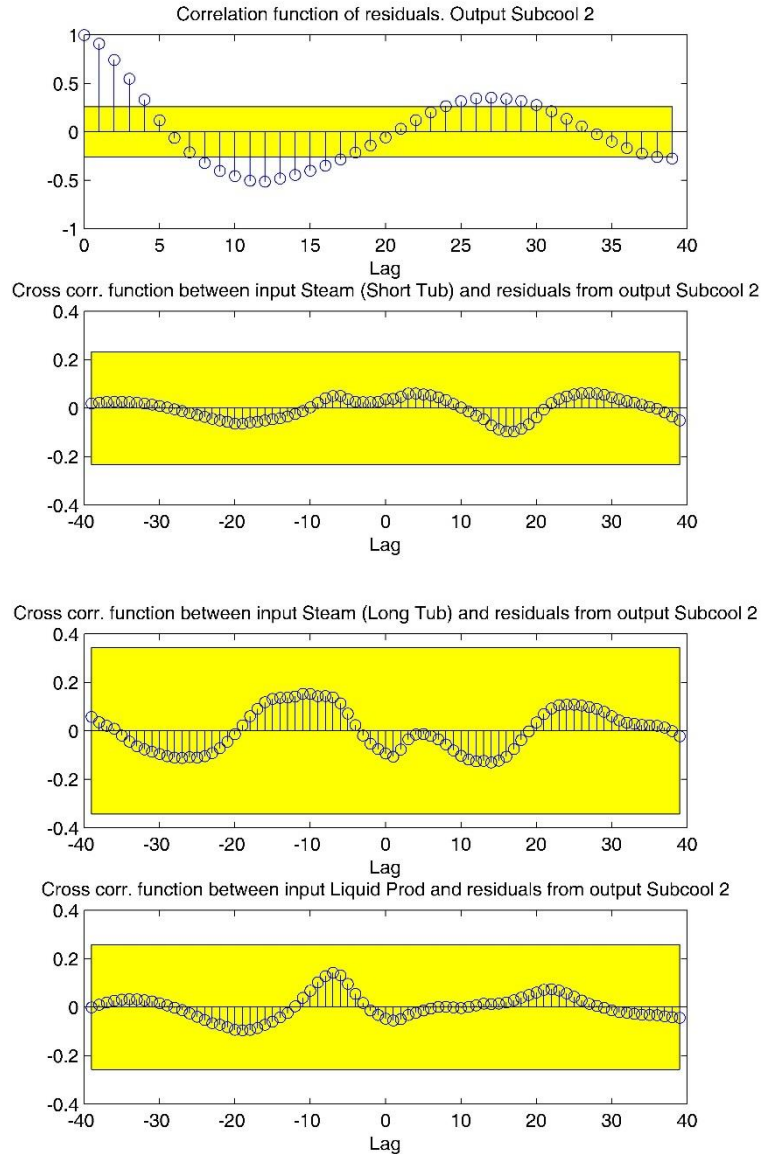 Correlation function of residuals. Output Subcool 2
1
0.5
0
-0.5
-1
0 5 10 15 20 25 30 35 40
Lag
Cross corr. function between input Steam (Short Tub) and residuals from output Subcool 2
0.4
0.2
0
-0.2
-0.4
-40 -30 -20 -10 0 10 20 30 40
Lag
Cross corr. function between input Steam (Long Tub) and residuals from output Subcool 2
0.4
0.2
0
-0.2
-0.4
-40 -30 -20 -10 0 10 20 30 40
Lag
Cross corr. function between input Liquid Prod and residuals from output Subcool 2
0.4
0.2
0
-0.2
-0.4
-40 -30 -20 -10 0 10 20 30 40
Lag